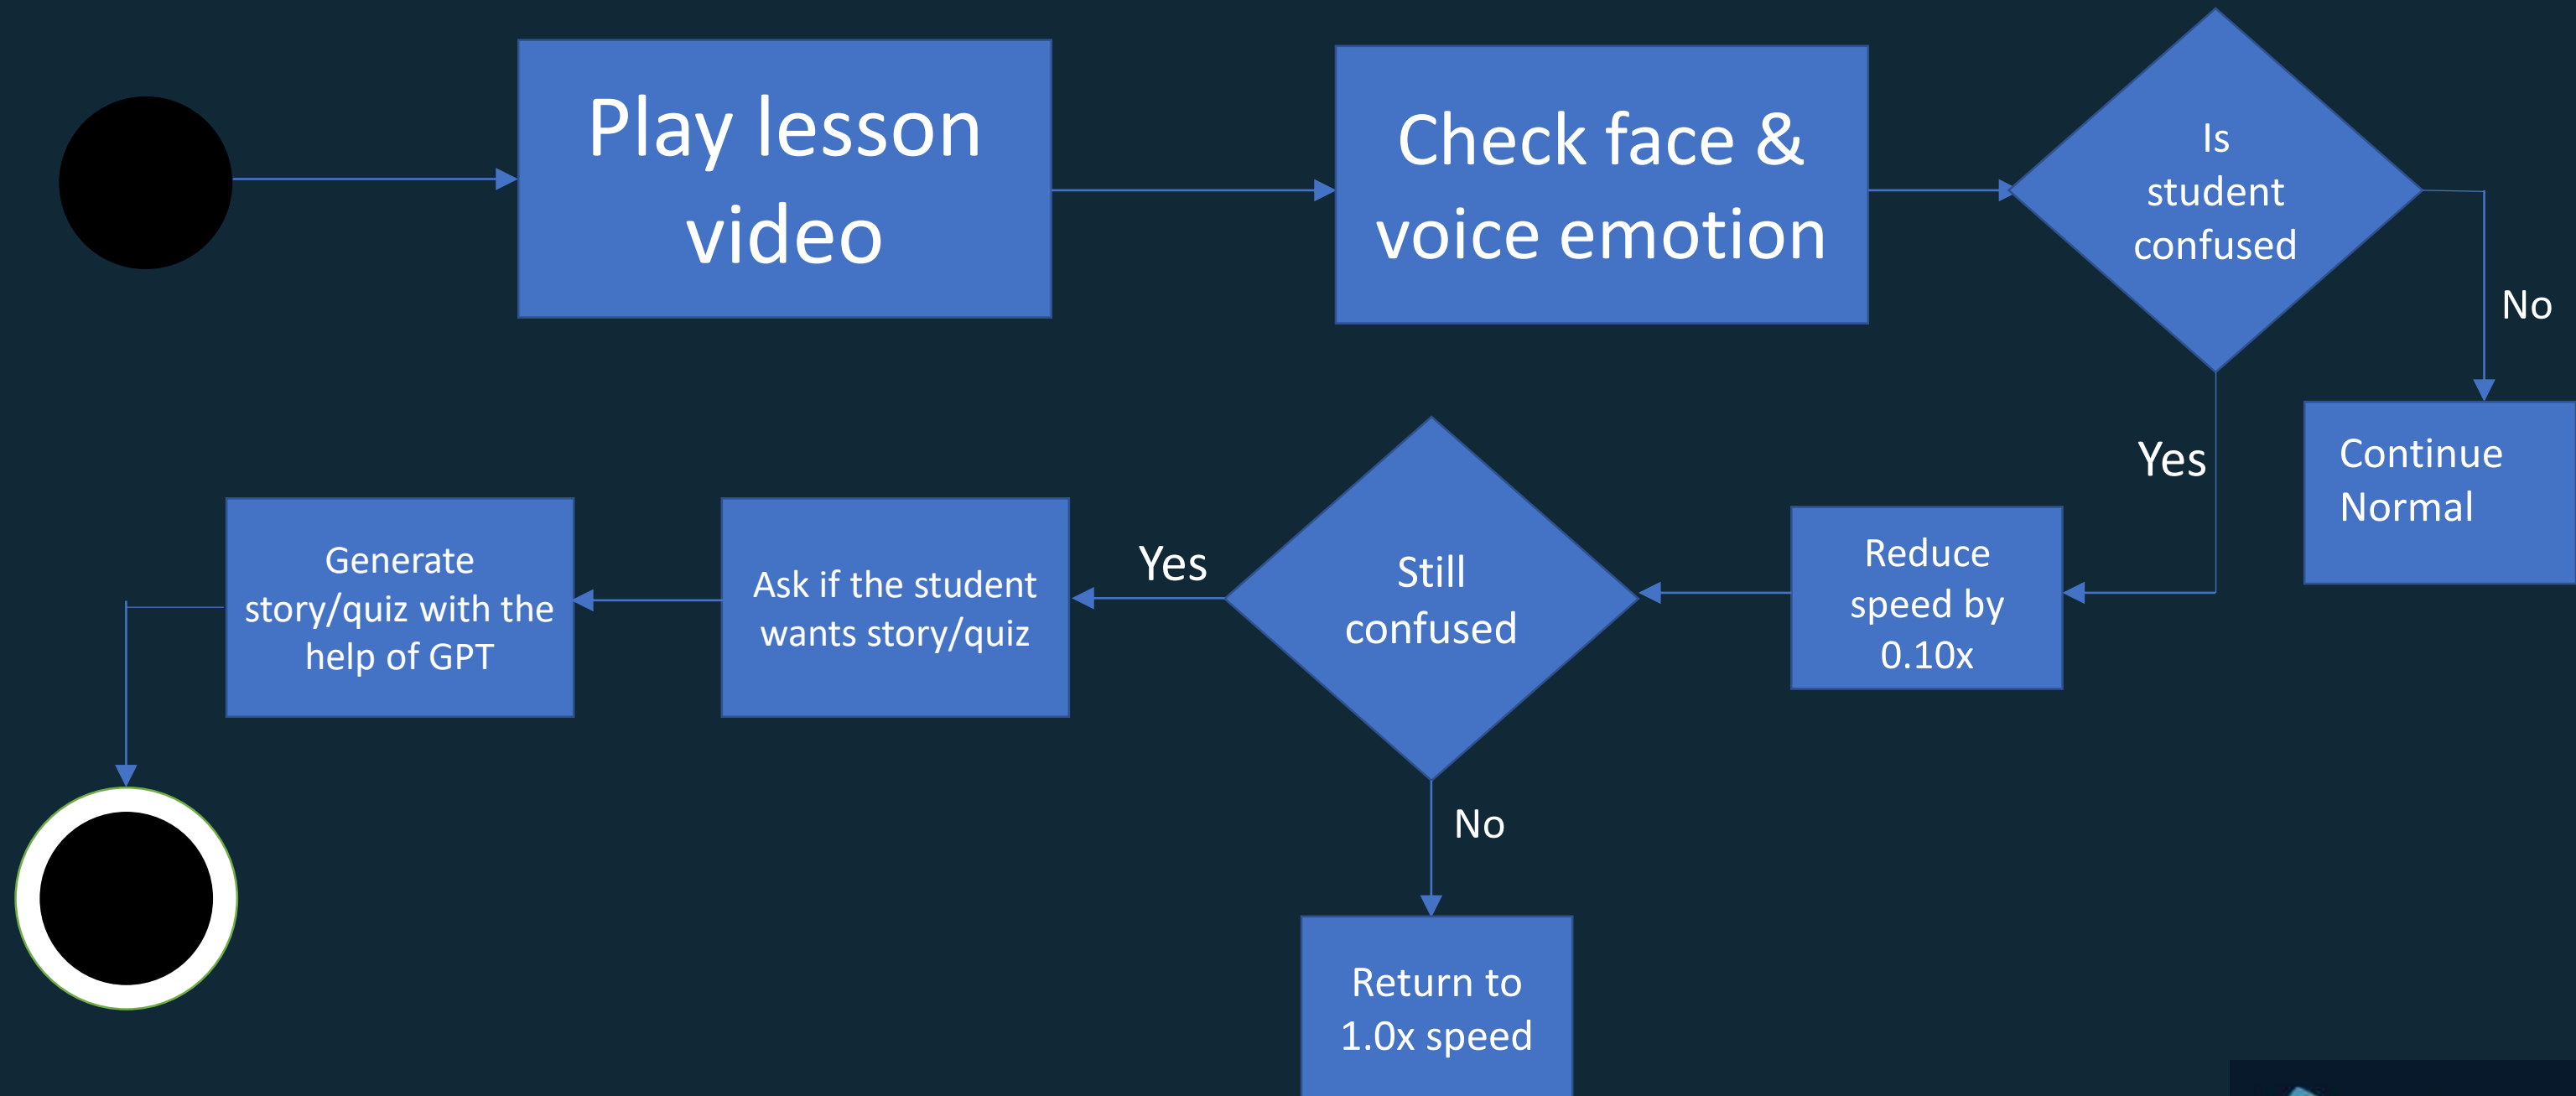 Play lesson
video
Check face &
voice emotion
Is
student
confused
No
Yes
Continue
Normal
Reduce
speed by
0.10x
Still
confused
Yes
Ask if the student
wants story/quiz
Generate
story/quiz with the
help of GPT
No
Return to
1.0x speed